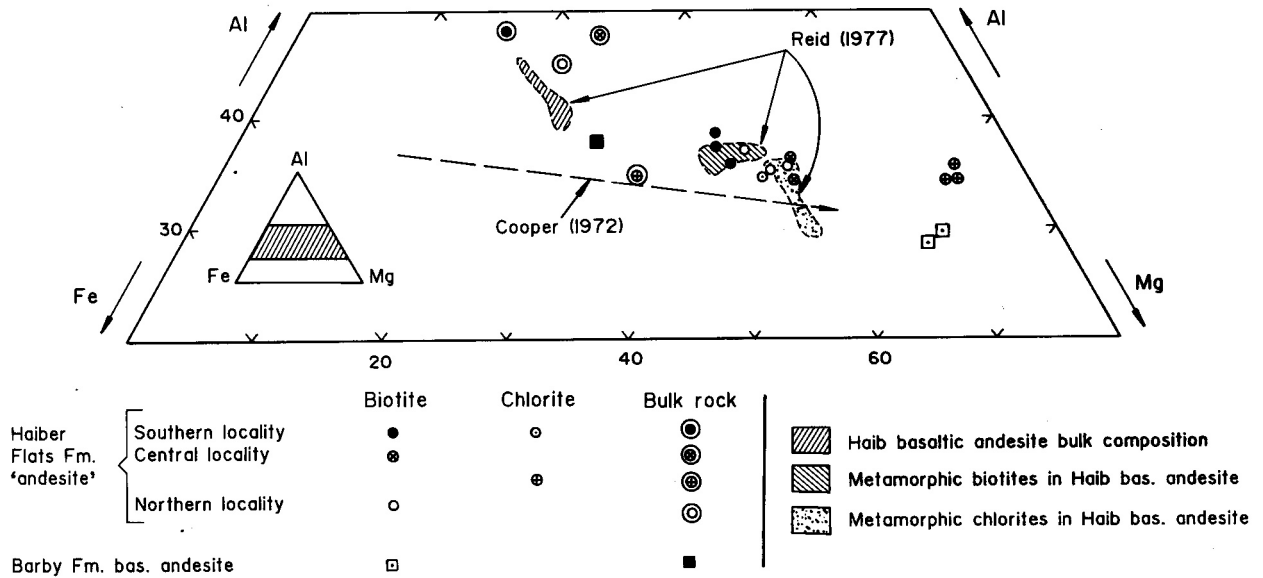 Al
Al
Reid (1977)
40
Al
Cooper (1972)
30
Fe
Mg
Fe
Mg
20
40
60
Biotite
Chlorite
Bulk rock
Haiber
Flats Fm.
'andesite'
Southern locality
Central locality
Northern locality
Barby Fm. bas. andesite
Haib basaltic andesite bulk composition
Metamorphic biotites in Haib bas. andesite
Metamorphic chlorites in Haib bas. andesite